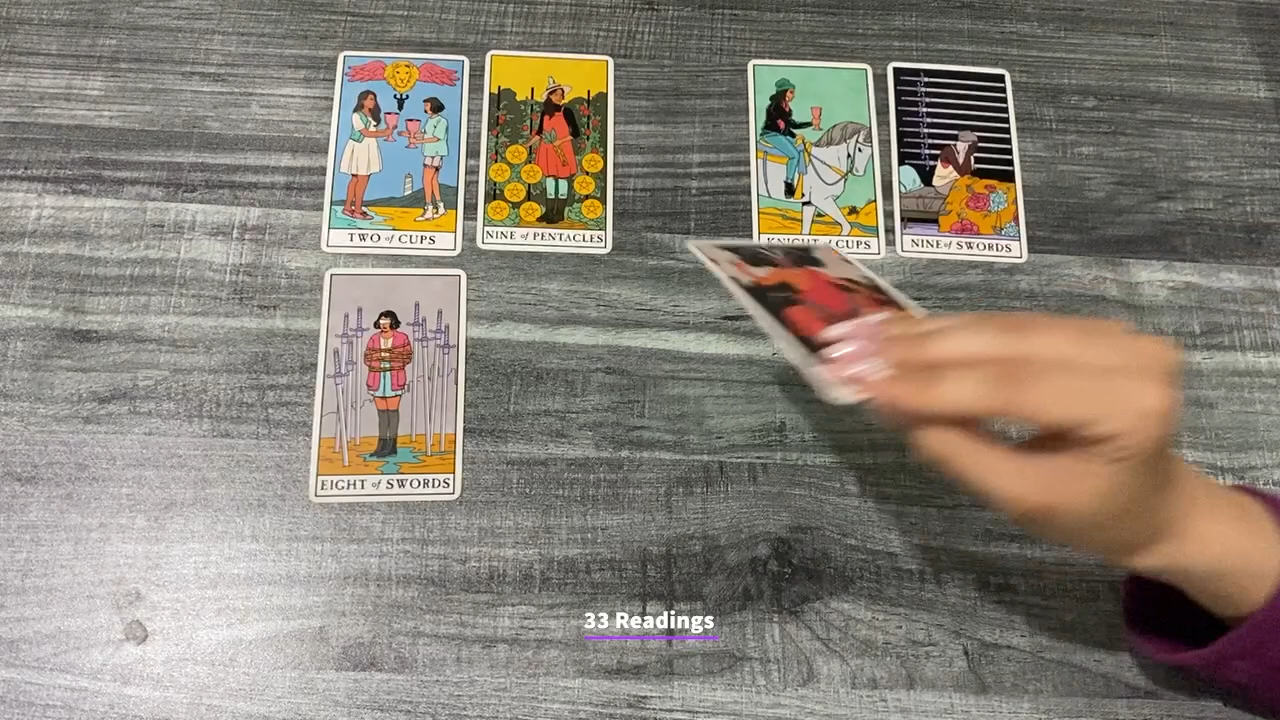 TWO of CUPS
NINE of PENTACLES
KNIGHT of CUPS
NINE of SWORDS
EIGHT of SWORDS
33 Readings